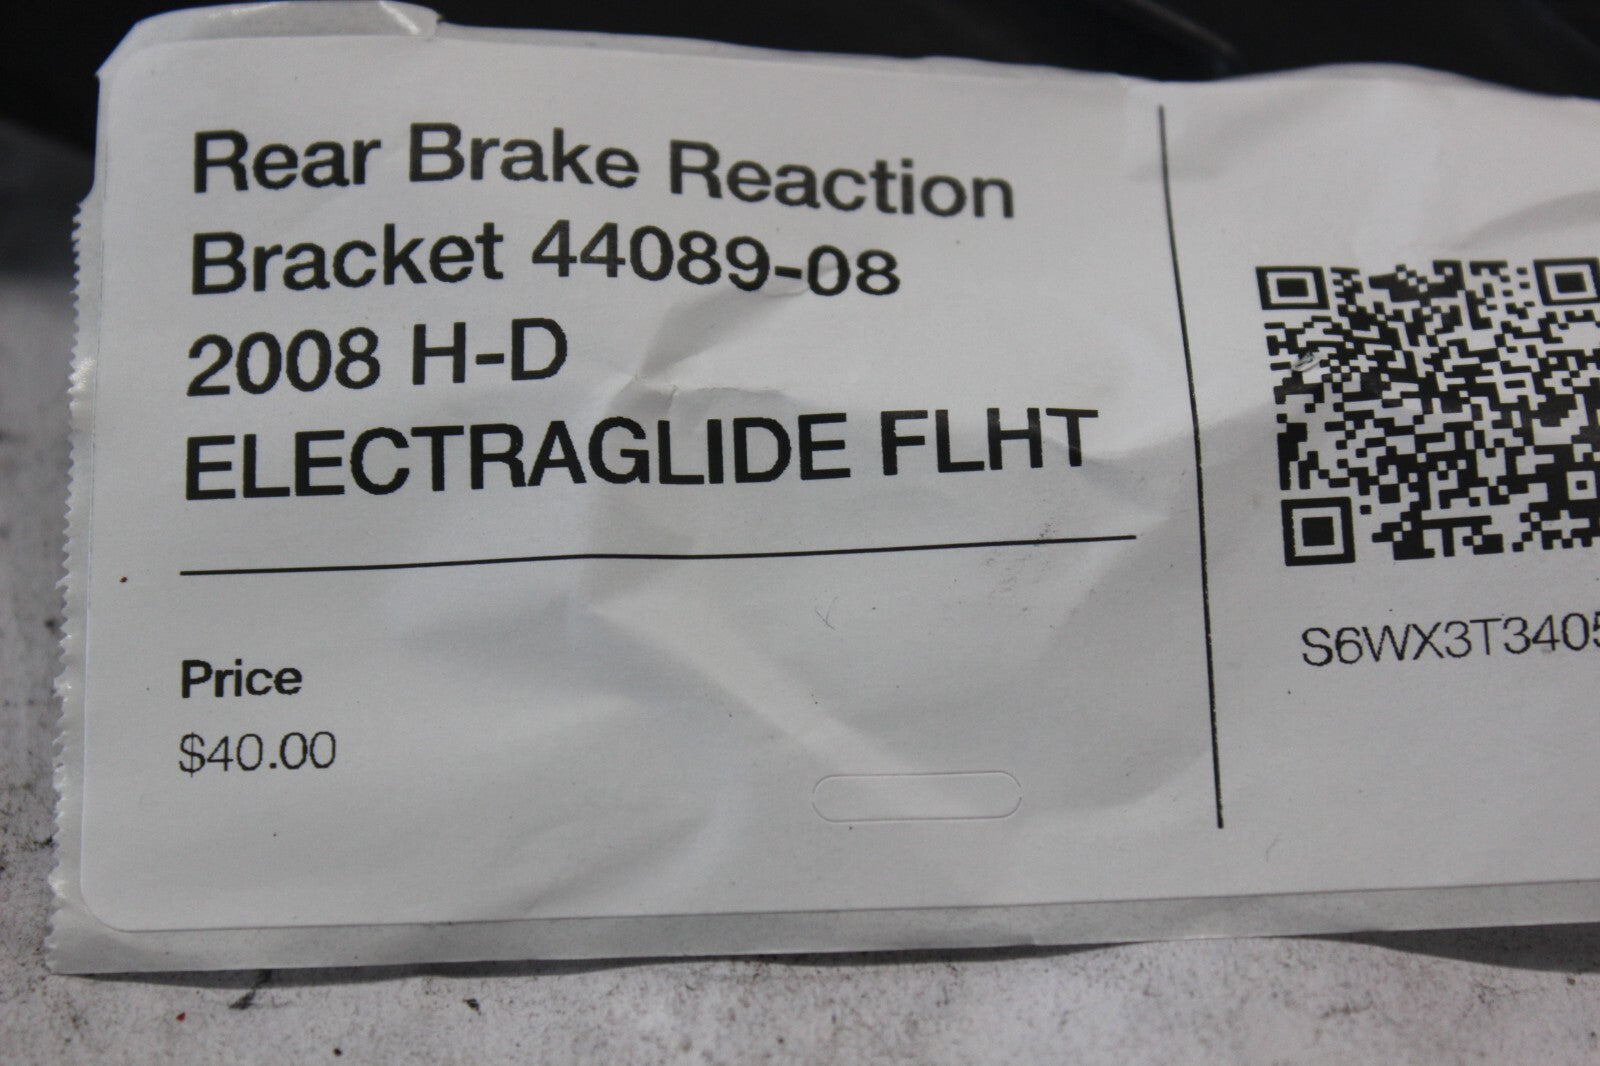 Rear Brake Reaction
Bracket 44089-08
2008 H-D
ELECTRAGLIDE FLHT
Price
$40.00
S6WX3T3405